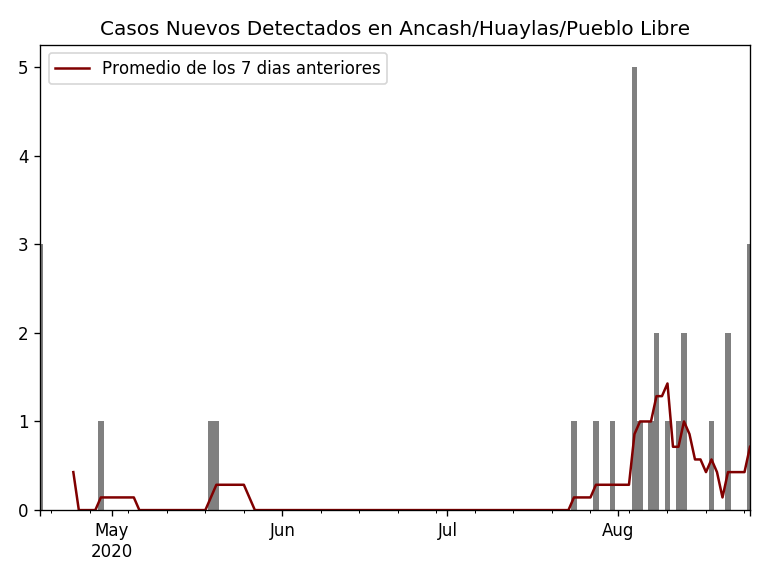 Casos Nuevos Detectados en Ancash/Huaylas/Pueblo Libre
Promedio de los 7 dias anteriores
5
4
3
2
1
0
May Jun Jul Aug
2020